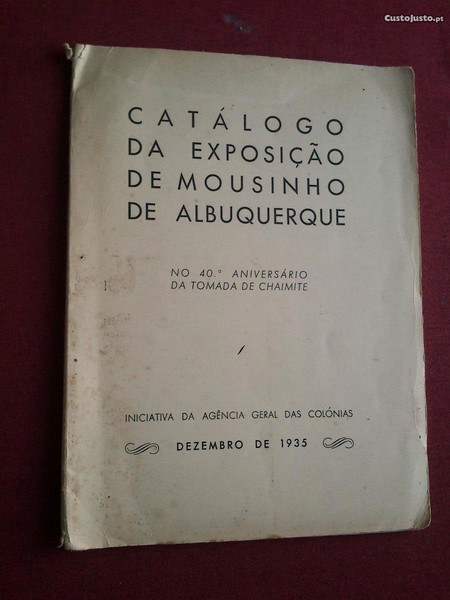 CustoJusto.pt
CATÁLOGO
DA EXPOSIÇÃO
DE MOUSINHO
DE ALBUQUERQUE
NO 40.º ANIVERSÁRIO
DA TOMADA DE CHAIMITE
INICIATIVA DA AGÊNCIA GERAL DAS COLÓNIAS
DEZEMBRO DE 1935